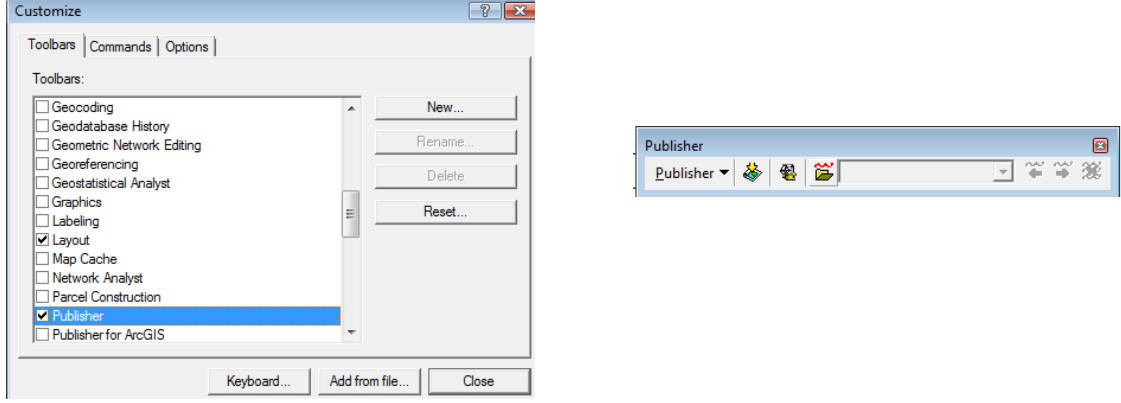 Customize
Toolbars Commands Options
Toolbars:
Geocoding
Geodatabase History
Geometric Network Editing
Georeferencing
Geostatistical Analyst
Graphics
Labeling
Layout
Map Cache
Network Analyst
Parcel Construction
Publisher
Publisher for ArcGIS
New...
Rename...
Delete
Reset...
Keyboard... Add from file... Close
Publisher
Publisher